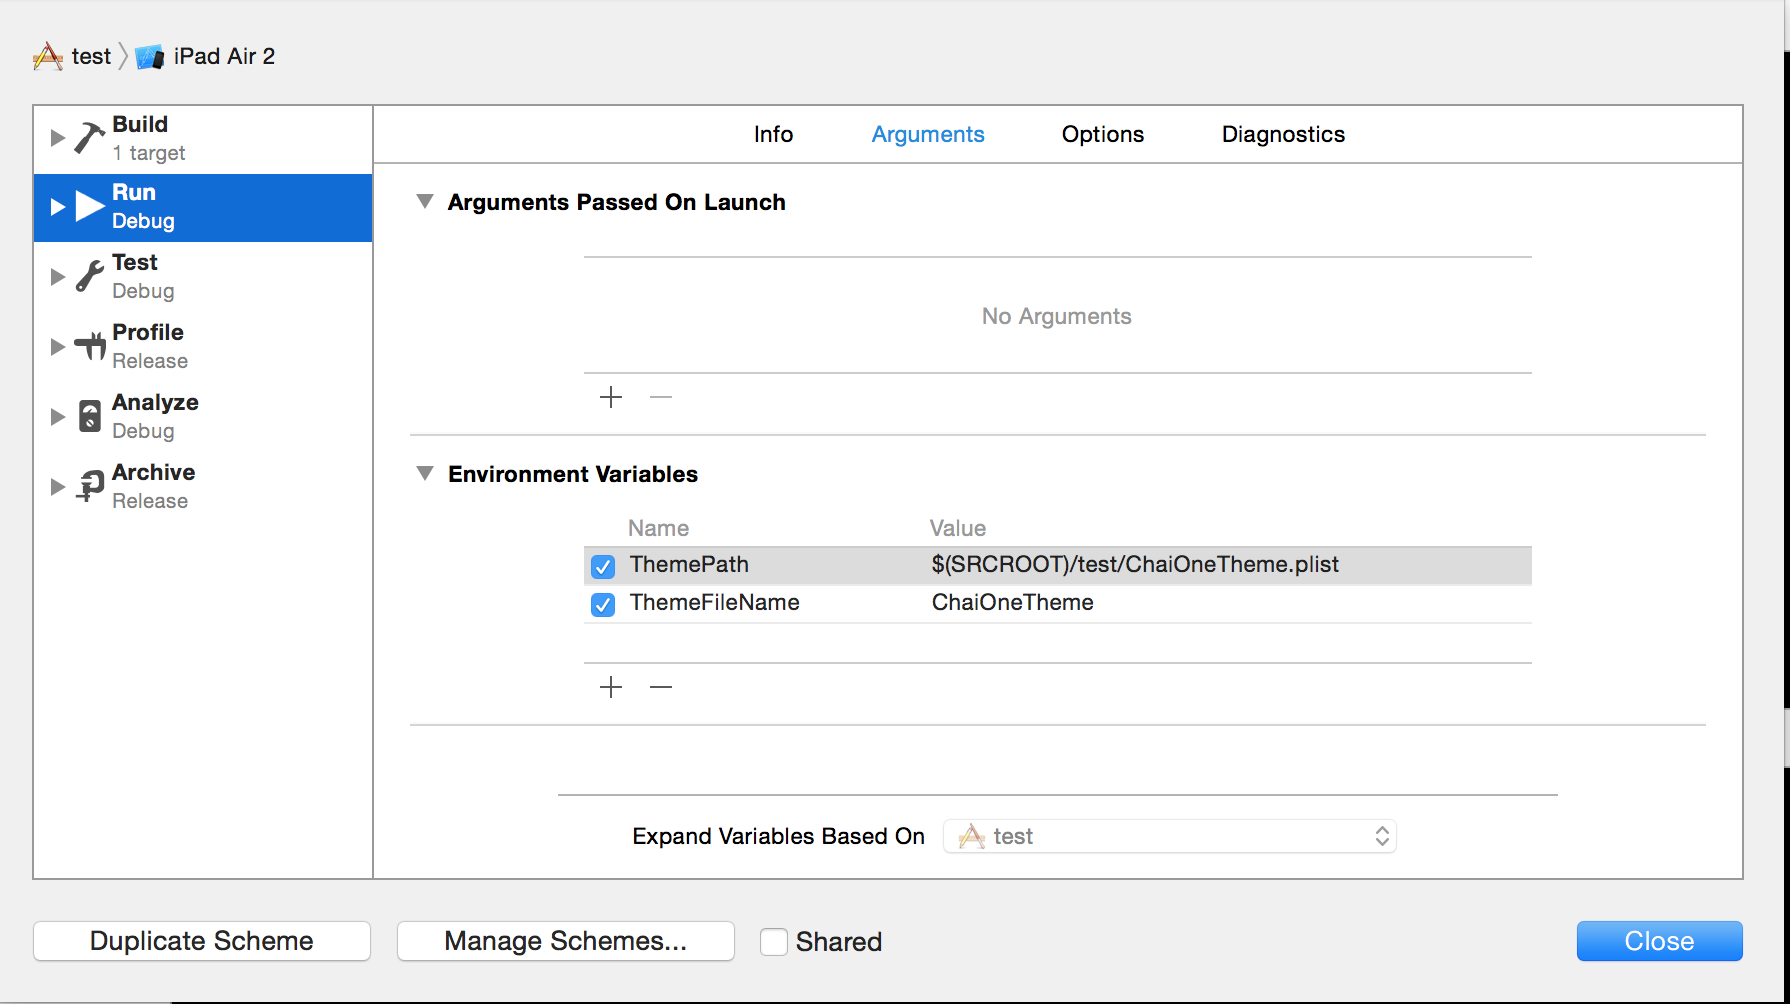 test
iPad Air 2
Build
1 target
Run
Debug
Test
Debug
Profile
Release
Analyze
Debug
Archive
Release
Info Arguments Options Diagnostics
Arguments Passed On Launch
No Arguments
Environment Variables
Name Value
ThemePath $(SRCROOT)/test/ChaiOneTheme.plist
ThemeFileName ChaiOneTheme
Expand Variables Based On test
Duplicate Scheme Manage Schemes... Shared Close